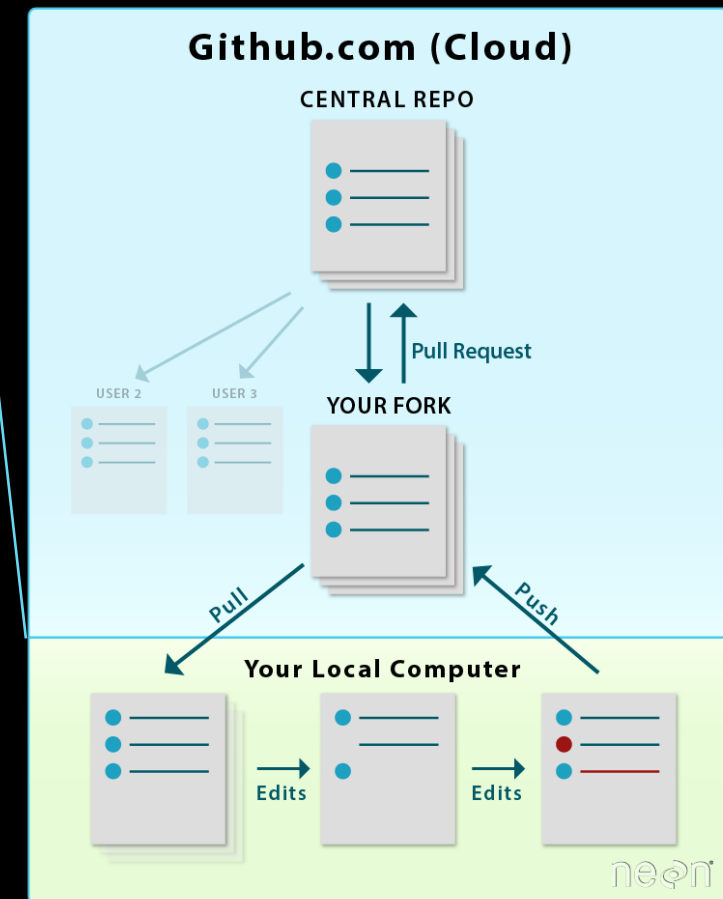 Github.com (Cloud)
CENTRAL REPO
Pull Request
USER 2
USER 3
YOUR FORK
Pull
Push
Your Local Computer
Edits
Edits
neon